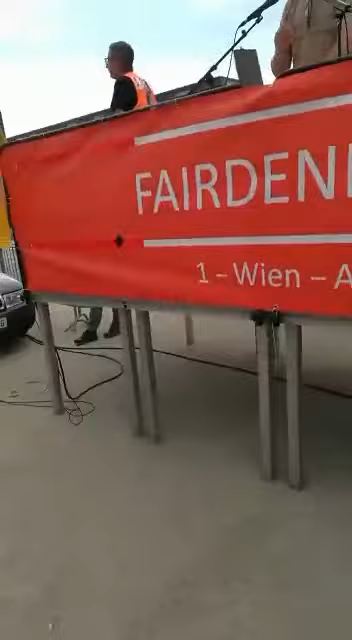 FAIRDEN
1 – Wien – A